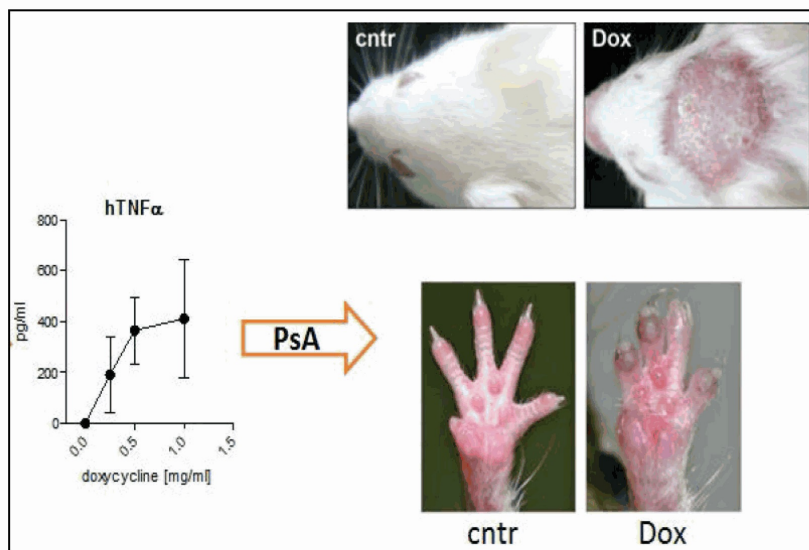 cntr
Dox
hTNFα
800
600
400
200
0
pg/ml
0.0
0.5
1.0
1.5
doxycycline [mg/ml]
PsA
cntr
Dox